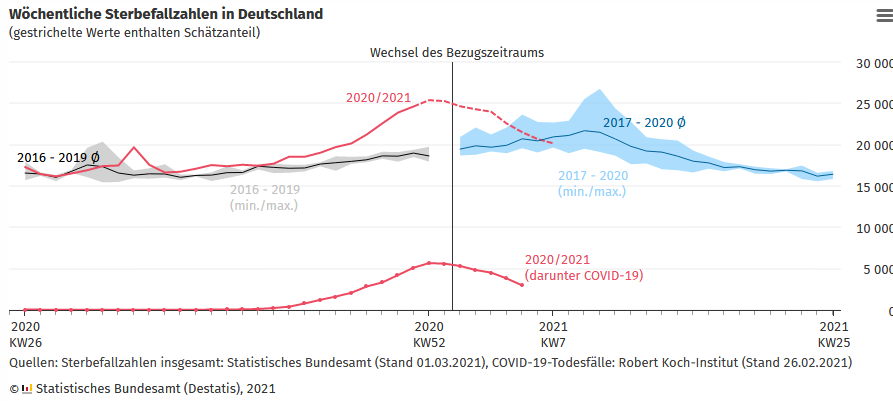 Wöchentliche Sterbefallzahlen in Deutschland
(gestrichelte Werte enthalten Schätzanteil)
Wechsel des Bezugszeitraums
30 000
25 000
20 000
15 000
10 000
5 000
0
2020/2021
2017 - 2020 Ø
2016 - 2019 Ø
2016 - 2019
(min./max.)
2017 - 2020
(min./max.)
2020/2021
(darunter COVID-19)
2020
KW26
2020
KW52
2021
KW7
2021
KW25
Quellen: Sterbefallzahlen insgesamt: Statistisches Bundesamt (Stand 01.03.2021), COVID-19-Todesfälle: Robert Koch-Institut (Stand 26.02.2021)
© Statistisches Bundesamt (Destatis), 2021